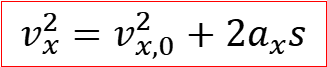 $v_x^2 = v_{x,0}^2 + 2a_x s$